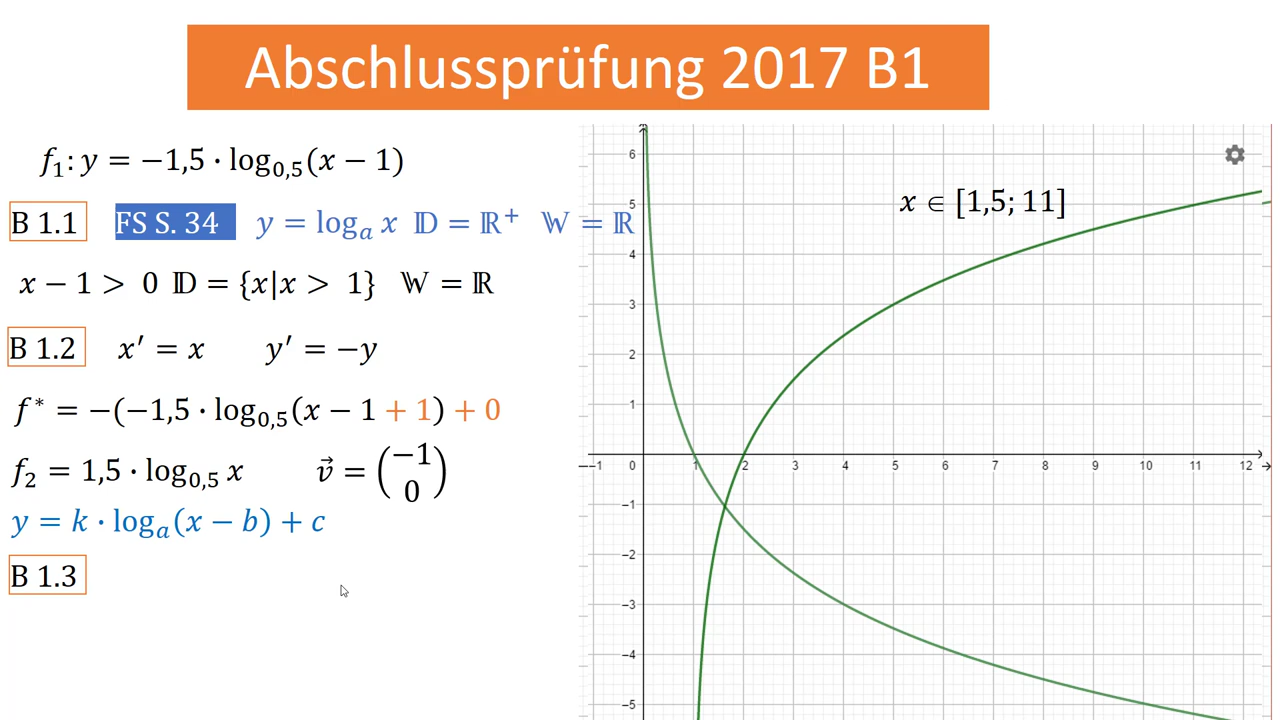 Abschlussprüfung 2017 B1
f₁: y = −1,5 · log₀,₅(x − 1)
B 1.1 FS S. 34 y = logₐ x 𝔻 = ℝ⁺ 𝕎 = ℝ
x − 1 > 0 𝔻 = {x|x > 1} 𝕎 = ℝ
B 1.2 x′ = x y′ = −y
f* = −(−1,5 · log₀,₅(x − 1 + 1) + 0
f₂ = 1,5 · log₀,₅ x v⃗ = (−1 0)
y = k · logₐ(x − b) + c
B 1.3
x ∈ [1,5; 11]
6
5
4
3
2
1
−1 0 1 2 3 4 5 6 7 8 9 10 11 12
−1
−2
−3
−4
−5